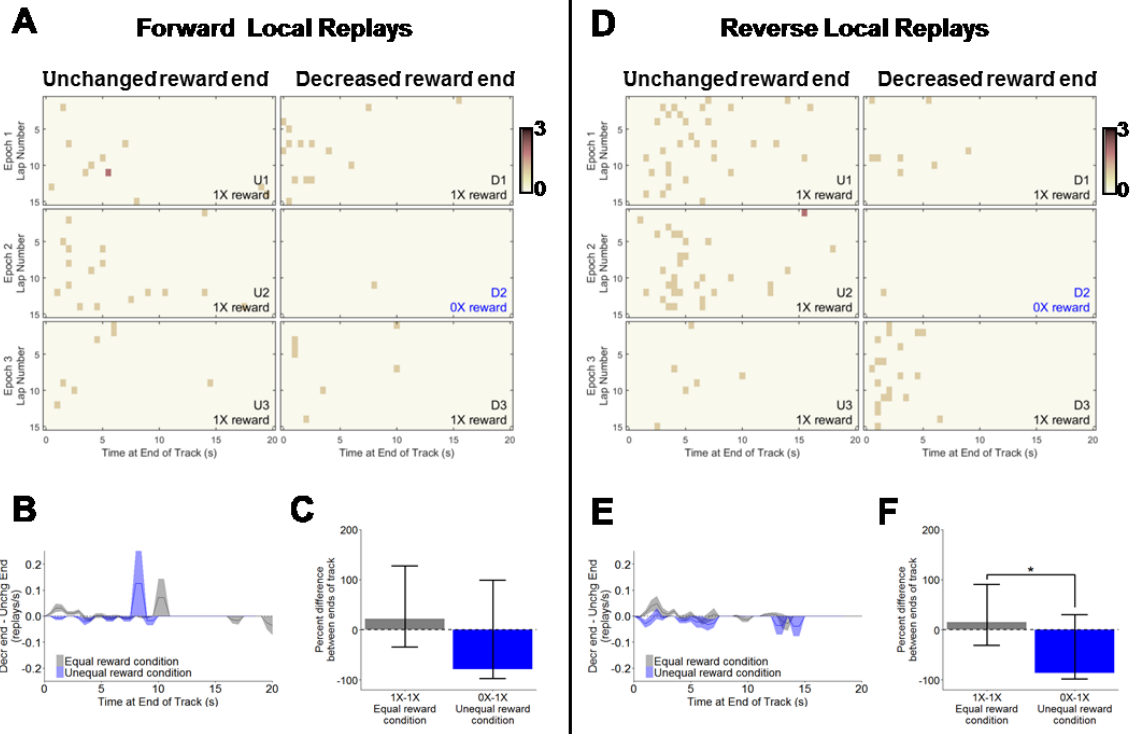 A
Forward Local Replays
Unchanged reward end
Decreased reward end
Epoch 1
Lap Number
5
10
15
U1
1X reward
D1
1X reward
3
0
Epoch 2
Lap Number
5
10
15
U2
1X reward
D2
0X reward
Epoch 3
Lap Number
5
10
15
U3
1X reward
D3
1X reward
0 5 10 15 20
0 5 10 15 20
Time at End of Track (s)
Time at End of Track (s)
B
Decr end - Unchg End
(replays/s)
0.2
0.1
0.0
-0.1
-0.2
Equal reward condition
Unequal reward condition
0 5 10 15 20
Time at End of Track (s)
C
Percent difference
between ends of track
200
100
0
-100
1X-1X
Equal reward
condition
0X-1X
Unequal reward
condition
D
Reverse Local Replays
Unchanged reward end
Decreased reward end
Epoch 1
Lap Number
5
10
15
U1
1X reward
D1
1X reward
3
0
Epoch 2
Lap Number
5
10
15
U2
1X reward
D2
0X reward
Epoch 3
Lap Number
5
10
15
U3
1X reward
D3
1X reward
0 5 10 15 20
0 5 10 15 20
Time at End of Track (s)
Time at End of Track (s)
E
Decr end - Unchg End
(replays/s)
0.2
0.1
0.0
-0.1
-0.2
Equal reward condition
Unequal reward condition
0 5 10 15 20
Time at End of Track (s)
F
Percent difference
between ends of track
200
100
0
-100
*
1X-1X
Equal reward
condition
0X-1X
Unequal reward
condition